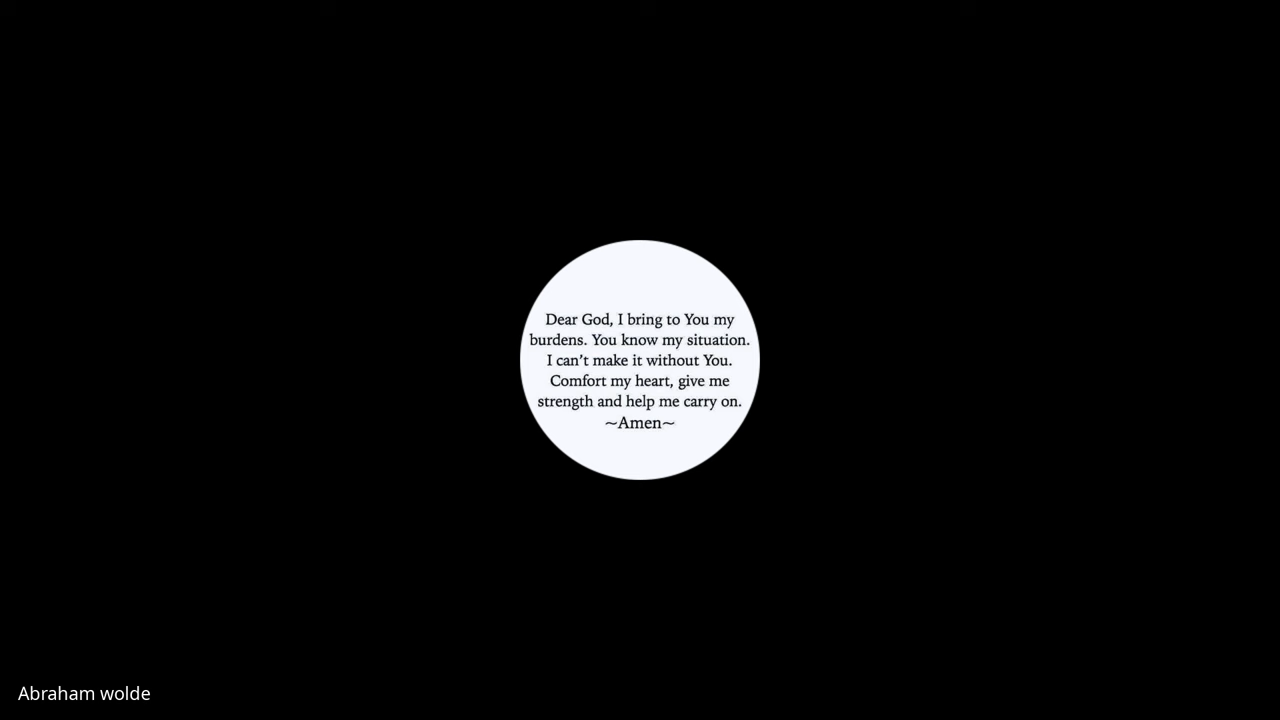 Dear God, I bring to You my
burdens. You know my situation.
I can’t make it without You.
Comfort my heart, give me
strength and help me carry on.
~Amen~
Abraham wolde